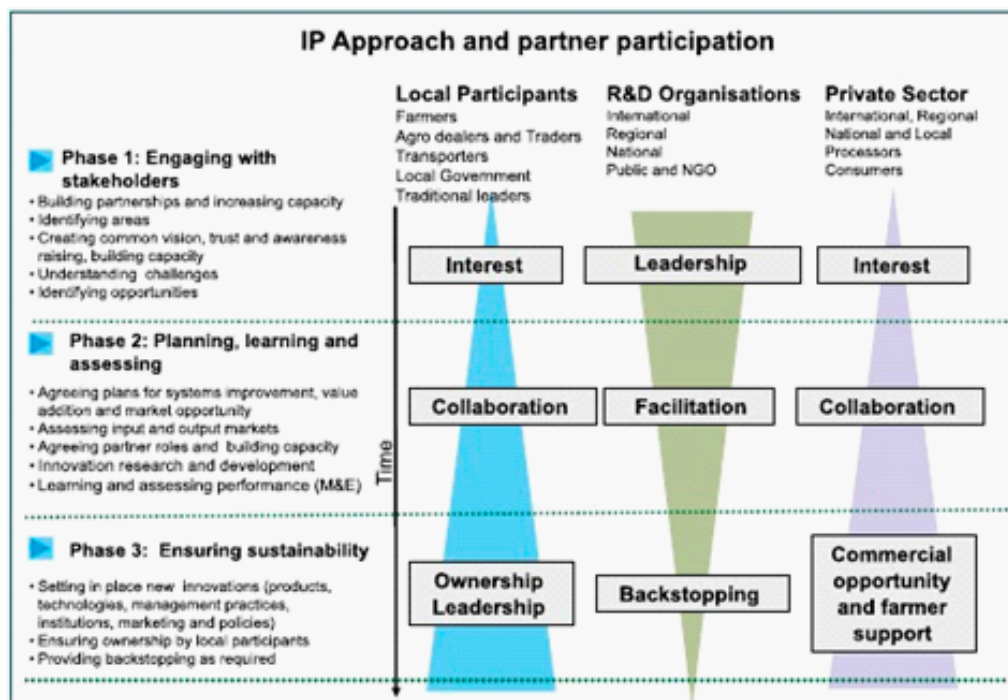 IP Approach and partner participation
Local Participants
Farmers
Agro dealers and Traders
Transporters
Local Government
Traditional leaders
R&D Organisations
International
Regional
National
Public and NGO
Private Sector
International, Regional
National and Local
Processors
Consumers
Phase 1: Engaging with
stakeholders
• Building partnerships and increasing capacity
• Identifying areas
• Creating common vision, trust and awareness
raising, building capacity
• Understanding challenges
• Identifying opportunities
Interest
Leadership
Interest
Phase 2: Planning, learning and
assessing
• Agreeing plans for systems improvement, value
addition and market opportunity
• Assessing input and output markets
• Agreeing partner roles and building capacity
• Innovation research and development
• Learning and assessing performance (M&E)
Time
Collaboration
Facilitation
Collaboration
Phase 3: Ensuring sustainability
• Setting in place new innovations (products,
technologies, management practices,
institutions, marketing and policies)
• Ensuring ownership by local participants
• Providing backstopping as required
Ownership
Leadership
Backstopping
Commercial
opportunity
and farmer
support